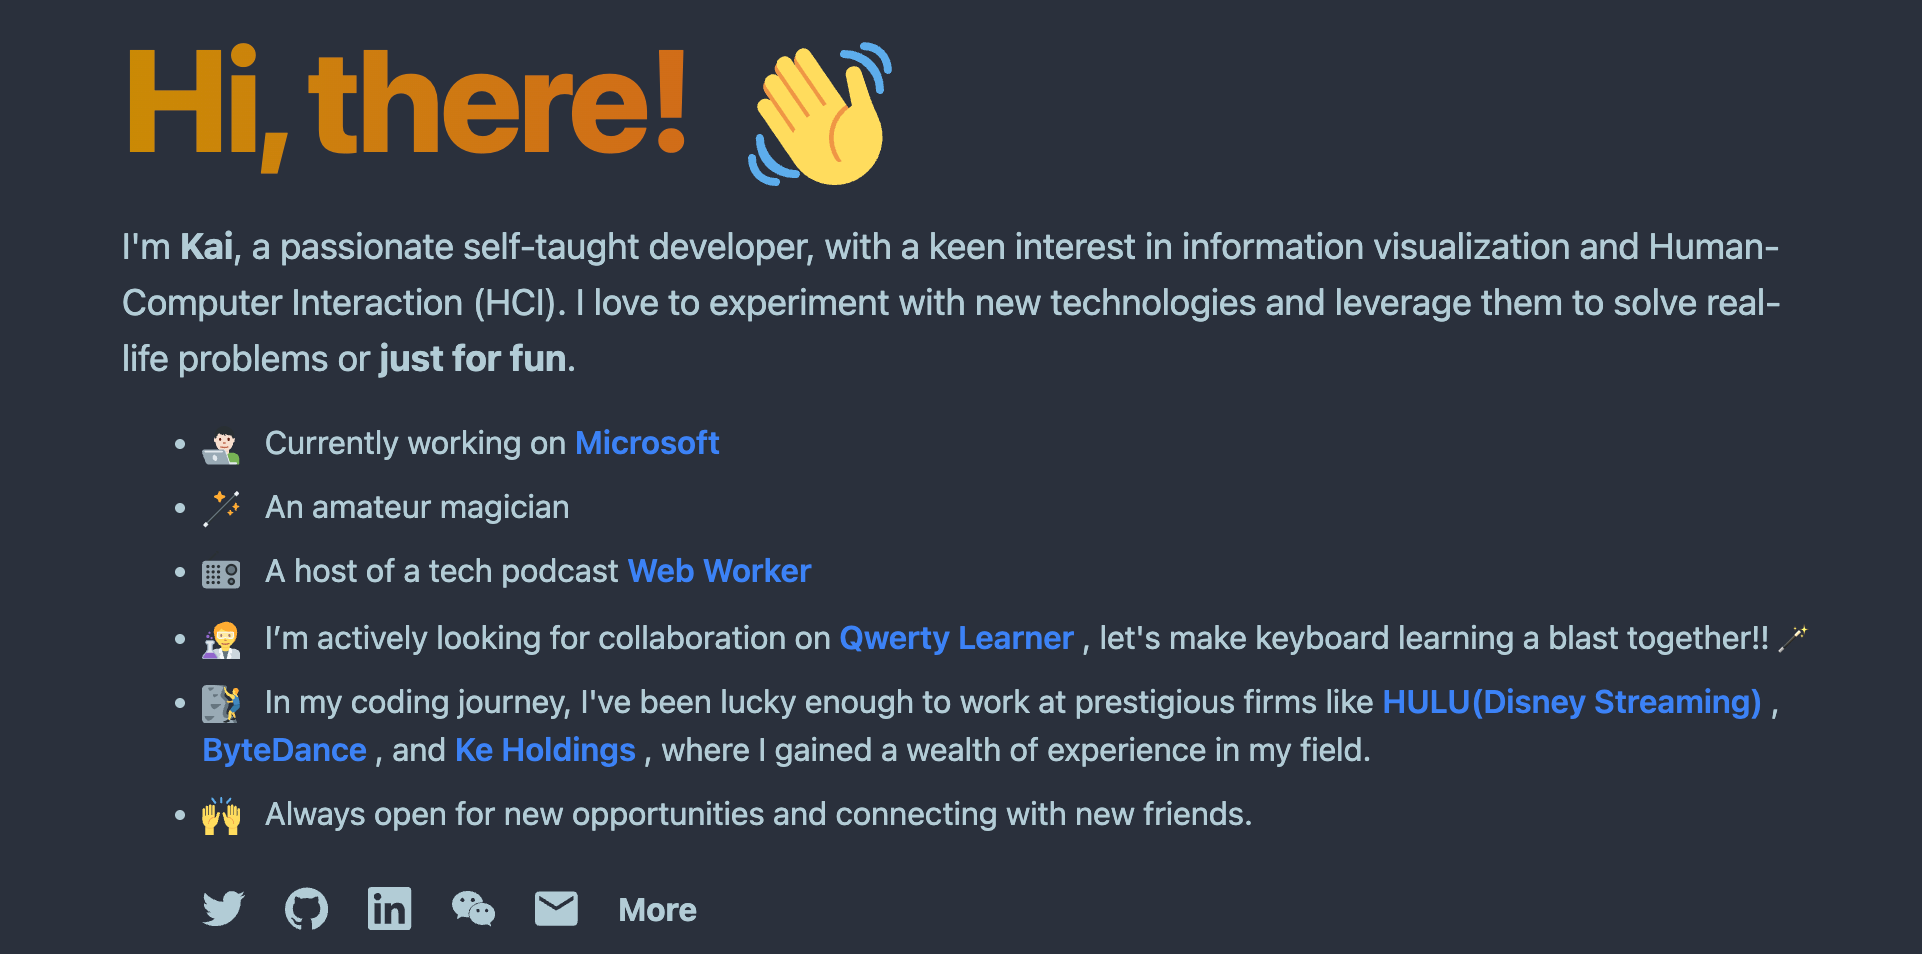 Hi, there! 👋
I'm Kai, a passionate self-taught developer, with a keen interest in information visualization and Human-
Computer Interaction (HCI). I love to experiment with new technologies and leverage them to solve real-
life problems or just for fun.
• 👨🏻‍💻 Currently working on Microsoft
• 🪄 An amateur magician
• 🎛️ A host of a tech podcast Web Worker
• 🧑‍🔬 I’m actively looking for collaboration on Qwerty Learner , let's make keyboard learning a blast together!! 🪄
• 🧗 In my coding journey, I've been lucky enough to work at prestigious firms like HULU(Disney Streaming) ,
ByteDance , and Ke Holdings , where I gained a wealth of experience in my field.
• 🙌 Always open for new opportunities and connecting with new friends.
More